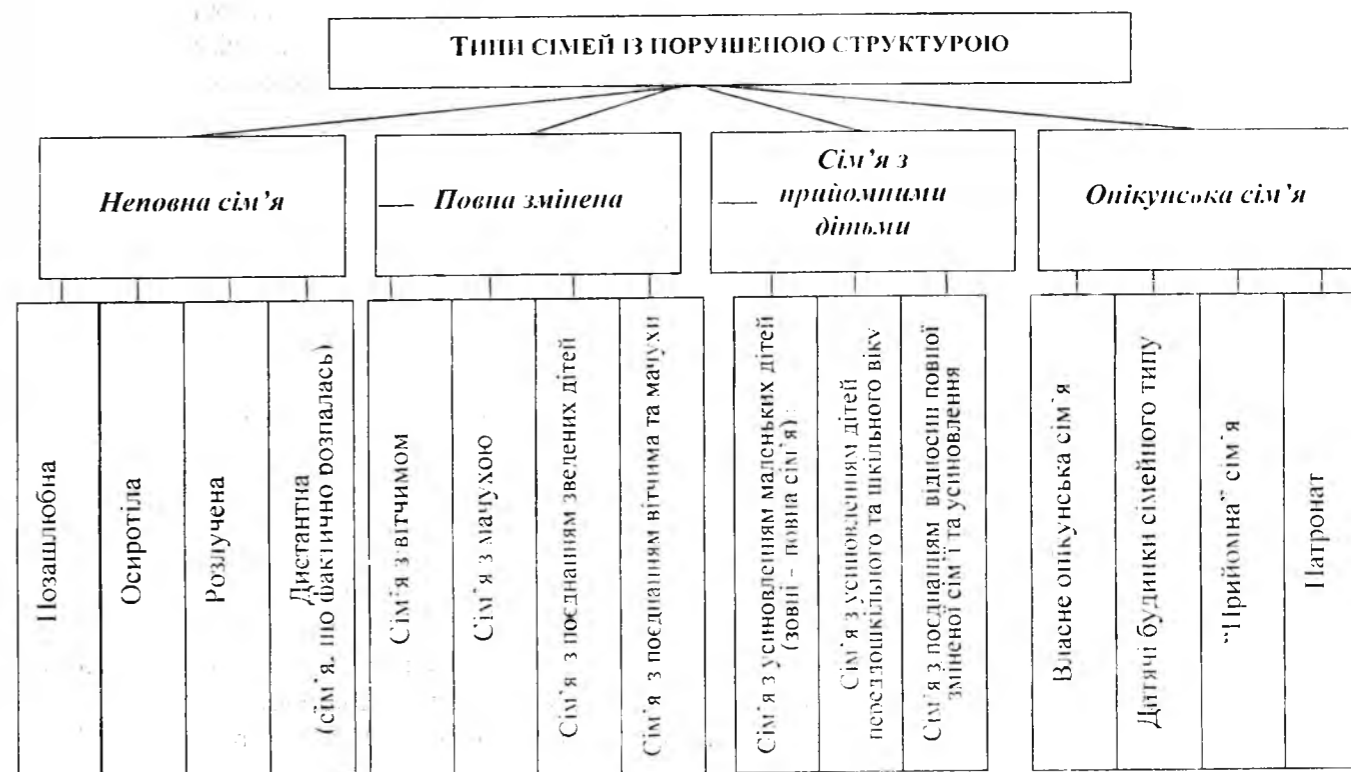 ТИПИ СІМЕЙ ІЗ ПОРУШЕНОЮ СТРУКТУРОЮ
Неповна сім’я
Повна змінена
Сім’я з
прийомними
дітьми
Опікунська сім’я
Позашлюбна
Осиротіла
Розлучена
Дистантна
(сім’я, що фактично розпалась)
Сім’я з вітчимом
Сім’я з мачухою
Сім’я з поєднанням зведених дітей
Сім’я з поєднанням вітчима та мачухи
Сім’я з усиновленням маленьких дітей
(зовні – повна сім’я)
Сім’я з усиновленням дітей
передшкільного та шкільного віку
Сім’я з поєднанням відносин повної
зміненої сім’ї та усиновлення
Власне опікунська сім’я
Дитячі будинки сімейного типу
“Прийомна” сім’я
Патронат